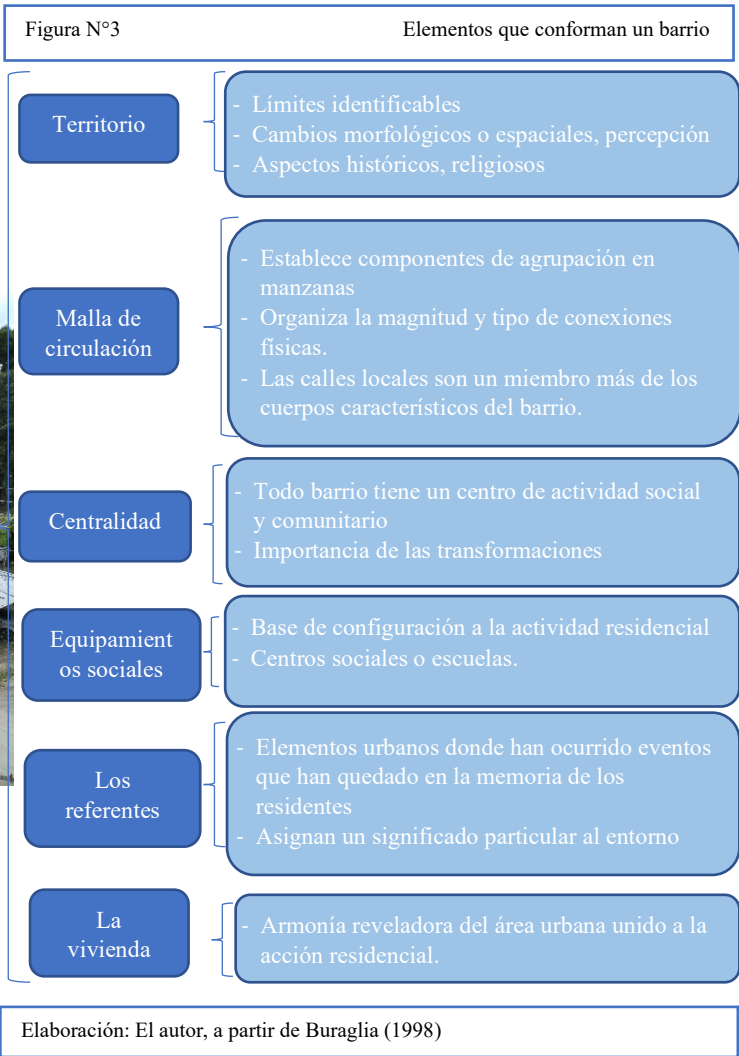 Figura N°3 Elementos que conforman un barrio
Territorio
- Límites identificables
- Cambios morfológicos o espaciales, percepción
- Aspectos históricos, religiosos
Malla de
circulación
- Establece componentes de agrupación en
manzanas
- Organiza la magnitud y tipo de conexiones
físicas.
- Las calles locales son un miembro más de los
cuerpos característicos del barrio.
Centralidad
- Todo barrio tiene un centro de actividad social
y comunitario
- Importancia de las transformaciones
Equipamient
os sociales
- Base de configuración a la actividad residencial
- Centros sociales o escuelas.
Los
referentes
- Elementos urbanos donde han ocurrido eventos
que han quedado en la memoria de los
residentes
- Asignan un significado particular al entorno
La
vivienda
- Armonía reveladora del área urbana unido a la
acción residencial.
Elaboración: El autor, a partir de Buraglia (1998)